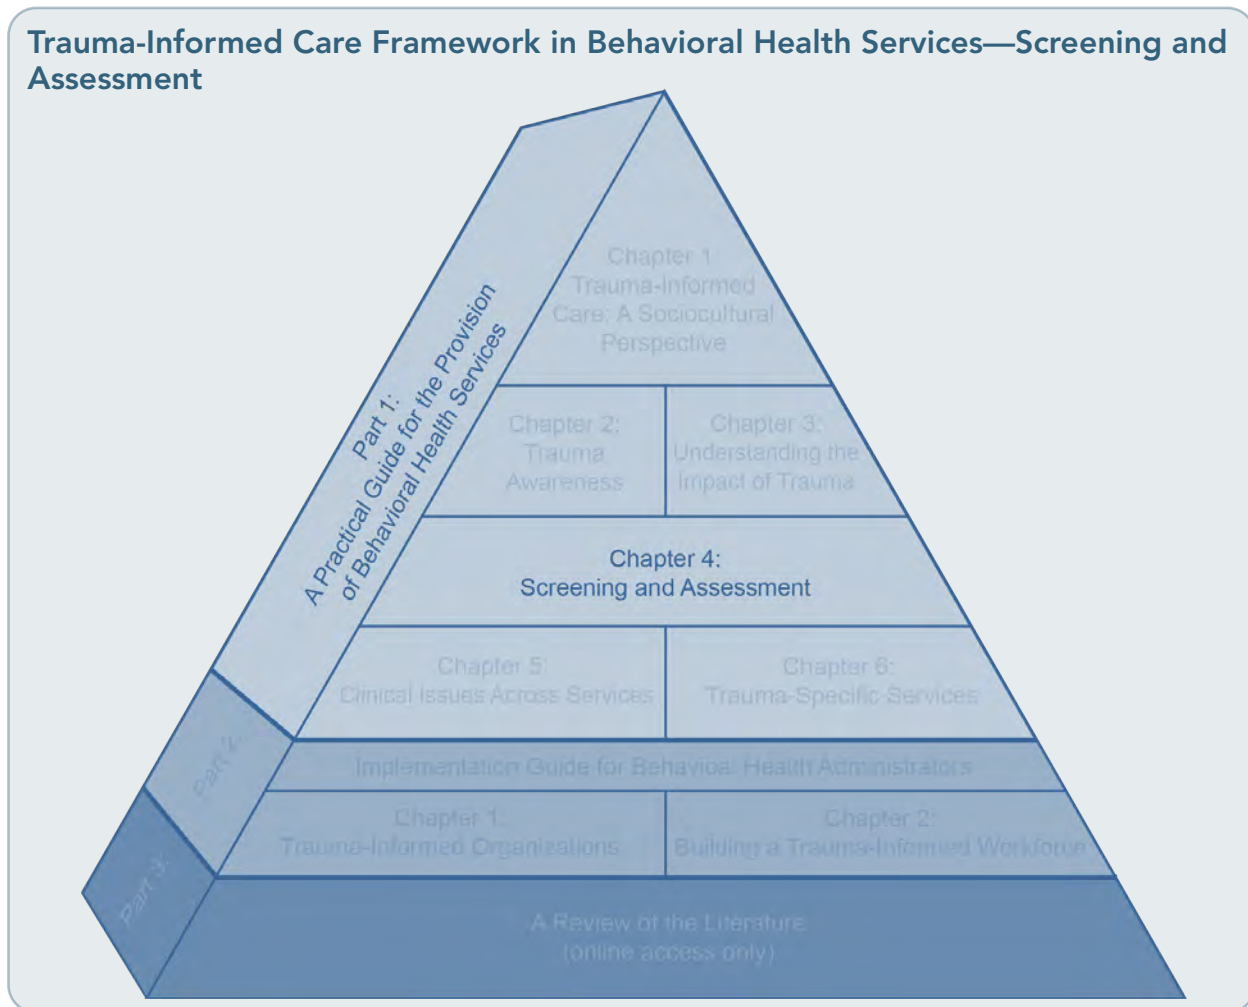 Trauma-Informed Care Framework in Behavioral Health Services—Screening and
Assessment
Part 1:
A Practical Guide for the Provision
of Behavioral Health Services
Chapter 1:
Trauma-Informed
Care: A Sociocultural
Perspective
Chapter 2:
Trauma
Awareness
Chapter 3:
Understanding the
Impact of Trauma
Chapter 4:
Screening and Assessment
Chapter 5:
Clinical Issues Across Services
Chapter 6:
Trauma-Specific Services
Part 2:
Implementation Guide for Behavioal Health Administrators
Chapter 1:
Trauma-Informed Organizations
Chapter 2:
Building a Trauma-Informed Workforce
Part 3:
A Review of the Literature
(online access only)